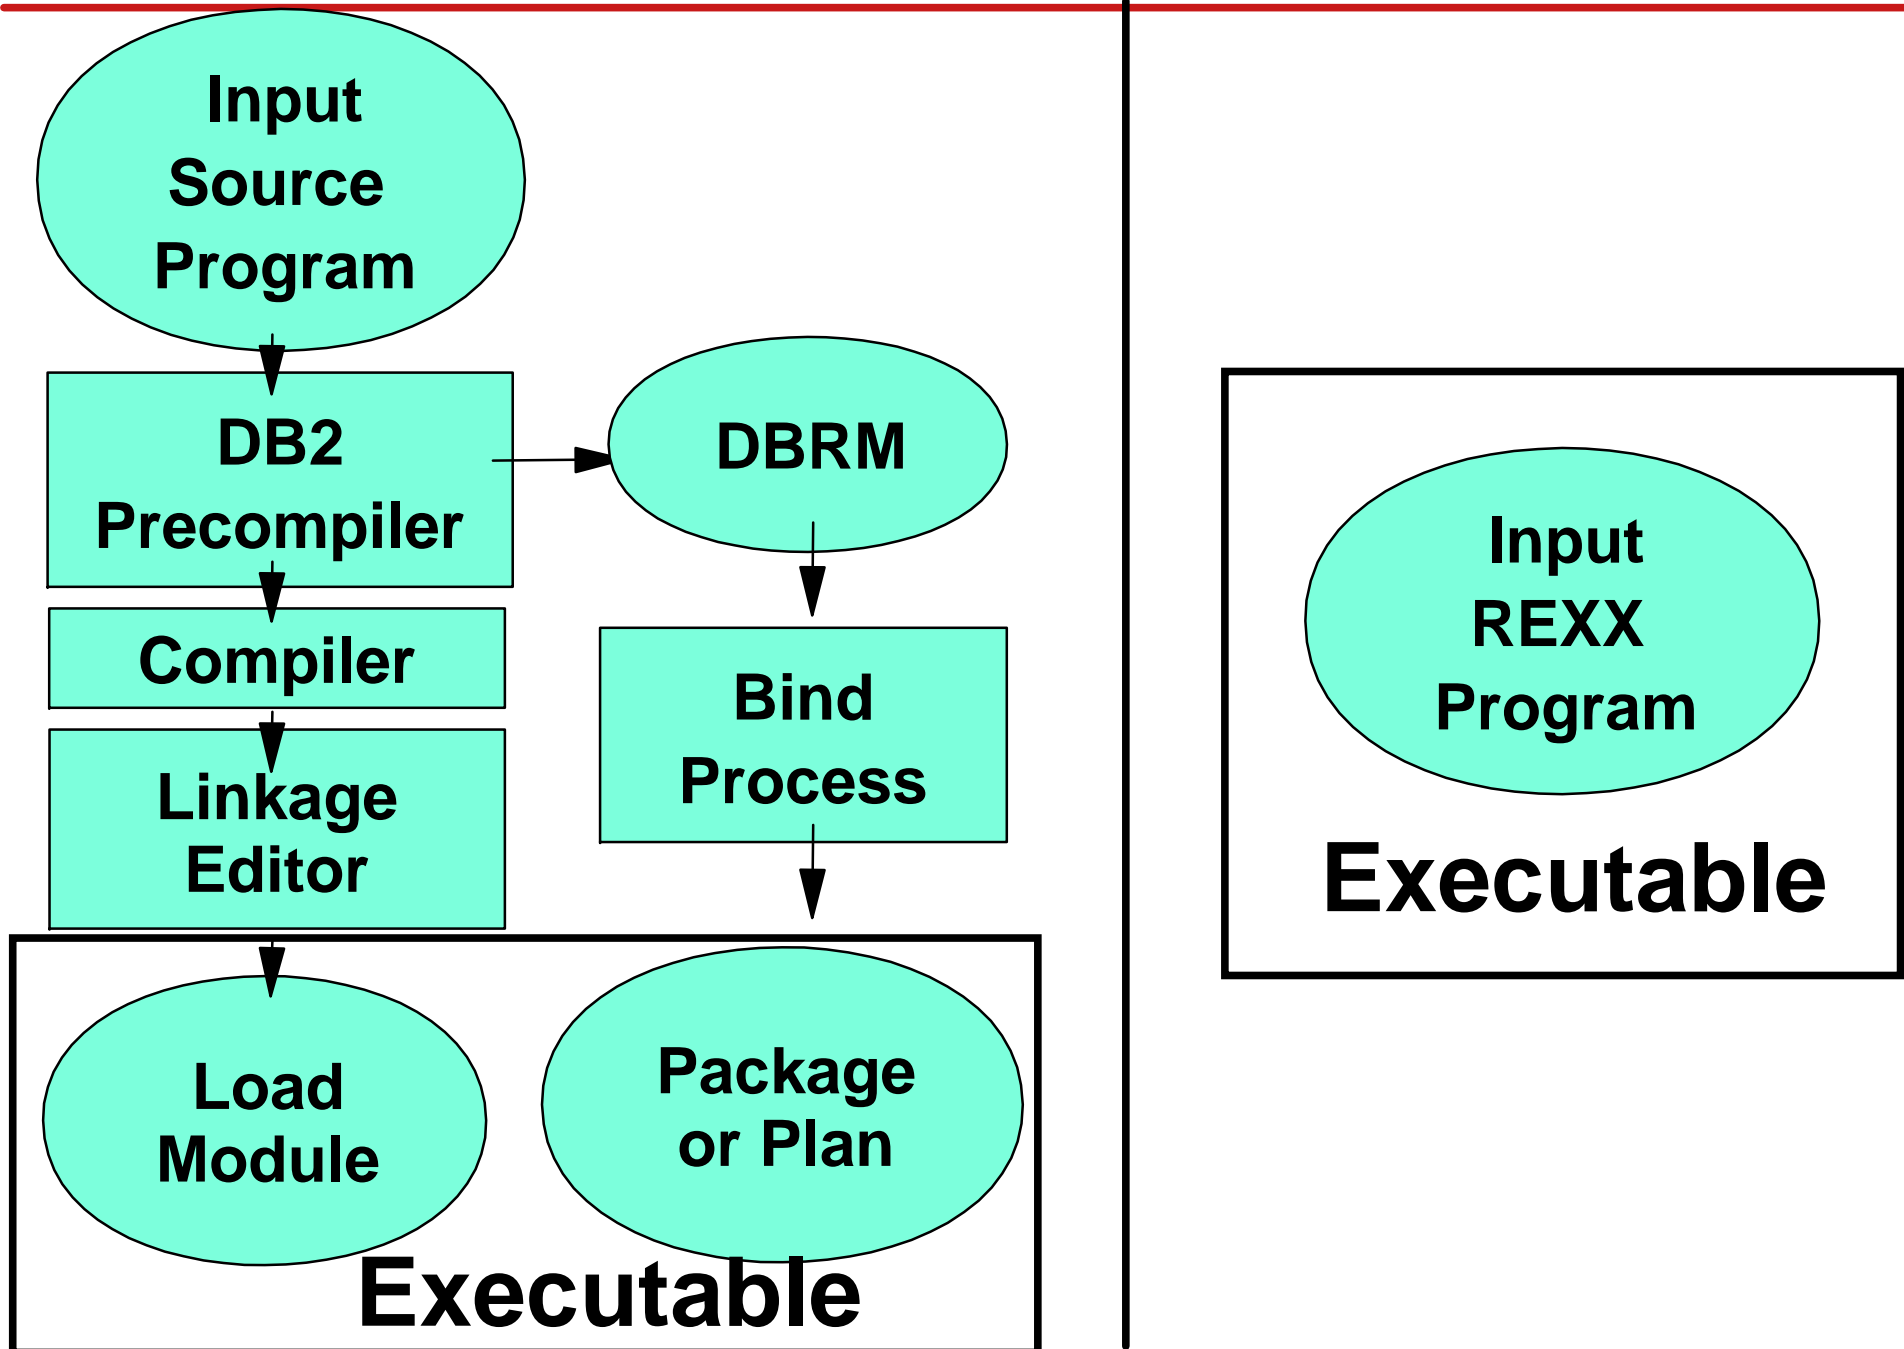 Input
Source
Program
DB2
Precompiler
DBRM
Compiler
Bind
Process
Linkage
Editor
Load
Module
Package
or Plan
Executable
Input
REXX
Program
Executable